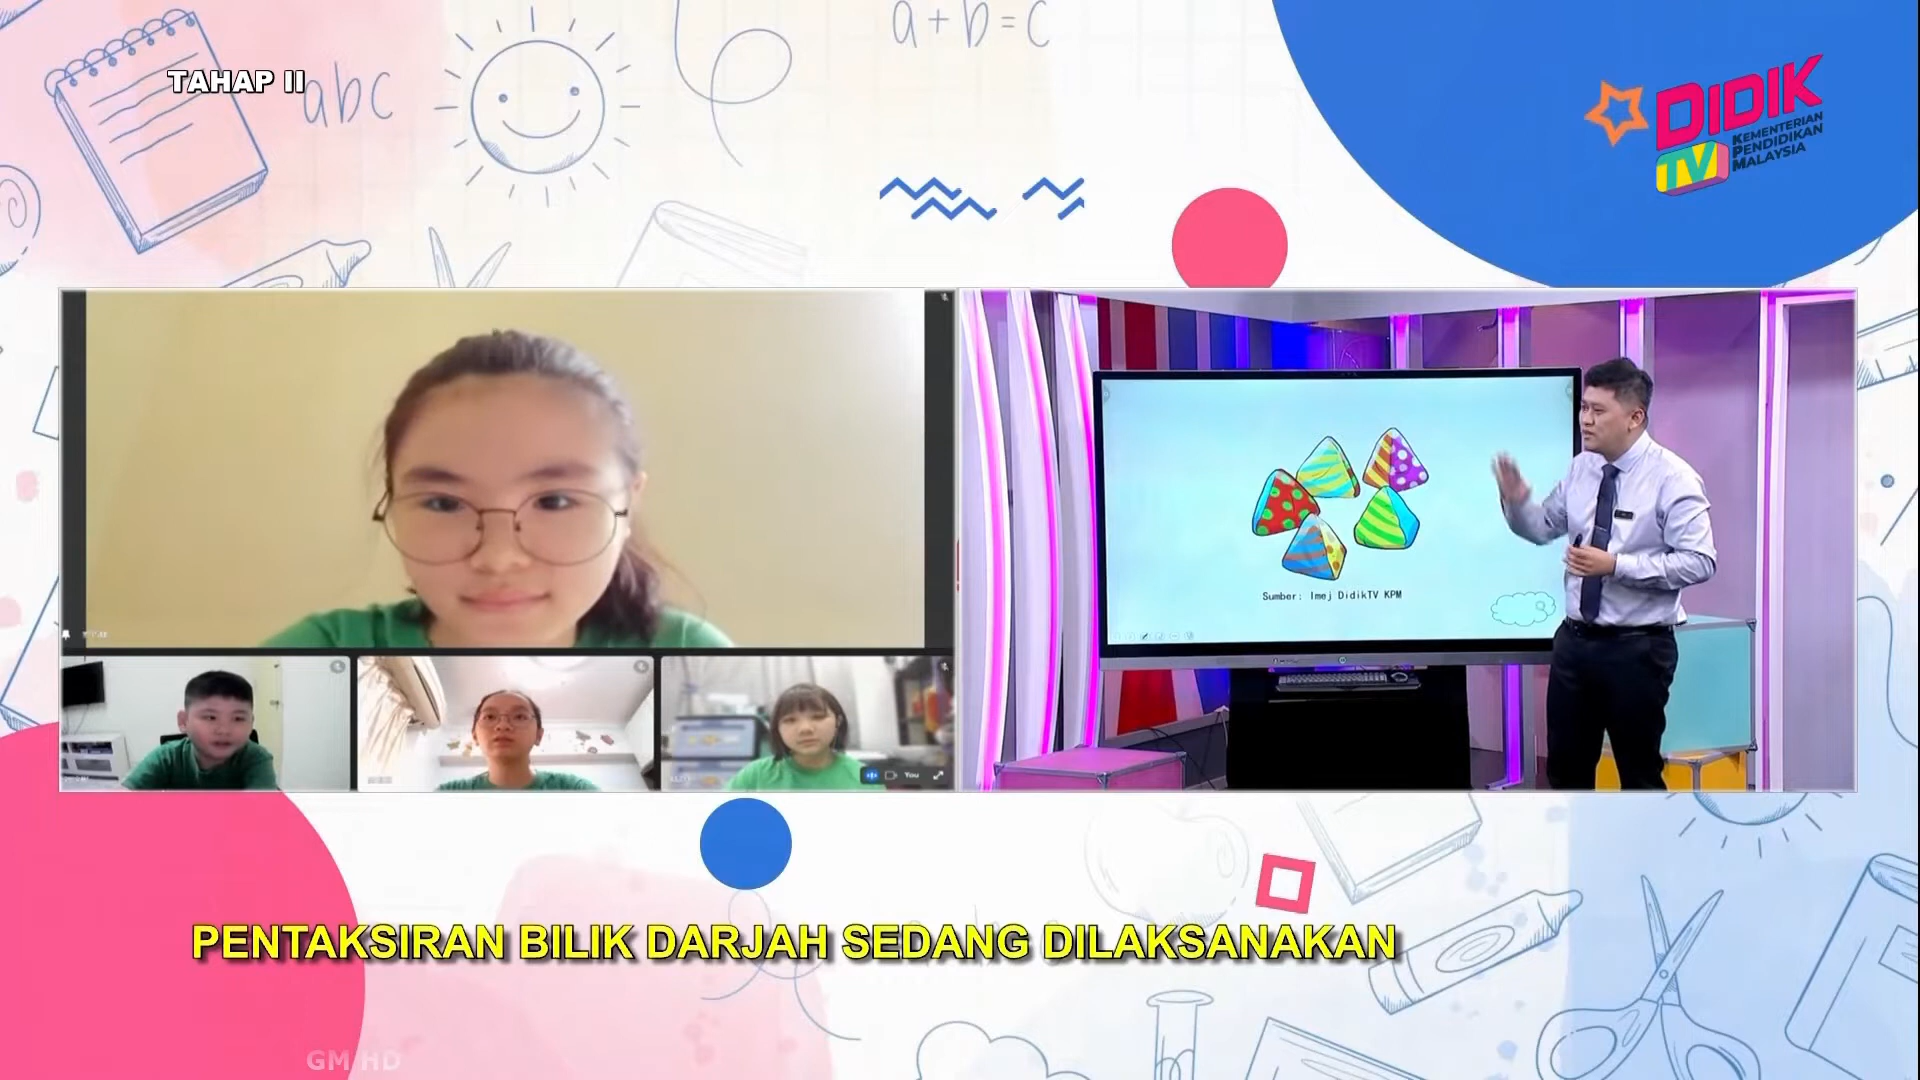 a+b=c
TAHAP II
abc
DIDIK
TV
KEMENTERIAN
PENDIDIKAN
MALAYSIA
Sumber: Imej DidikTV KPM
You
PENTAKSIRAN BILIK DARJAH SEDANG DILAKSANAKAN
GM HD